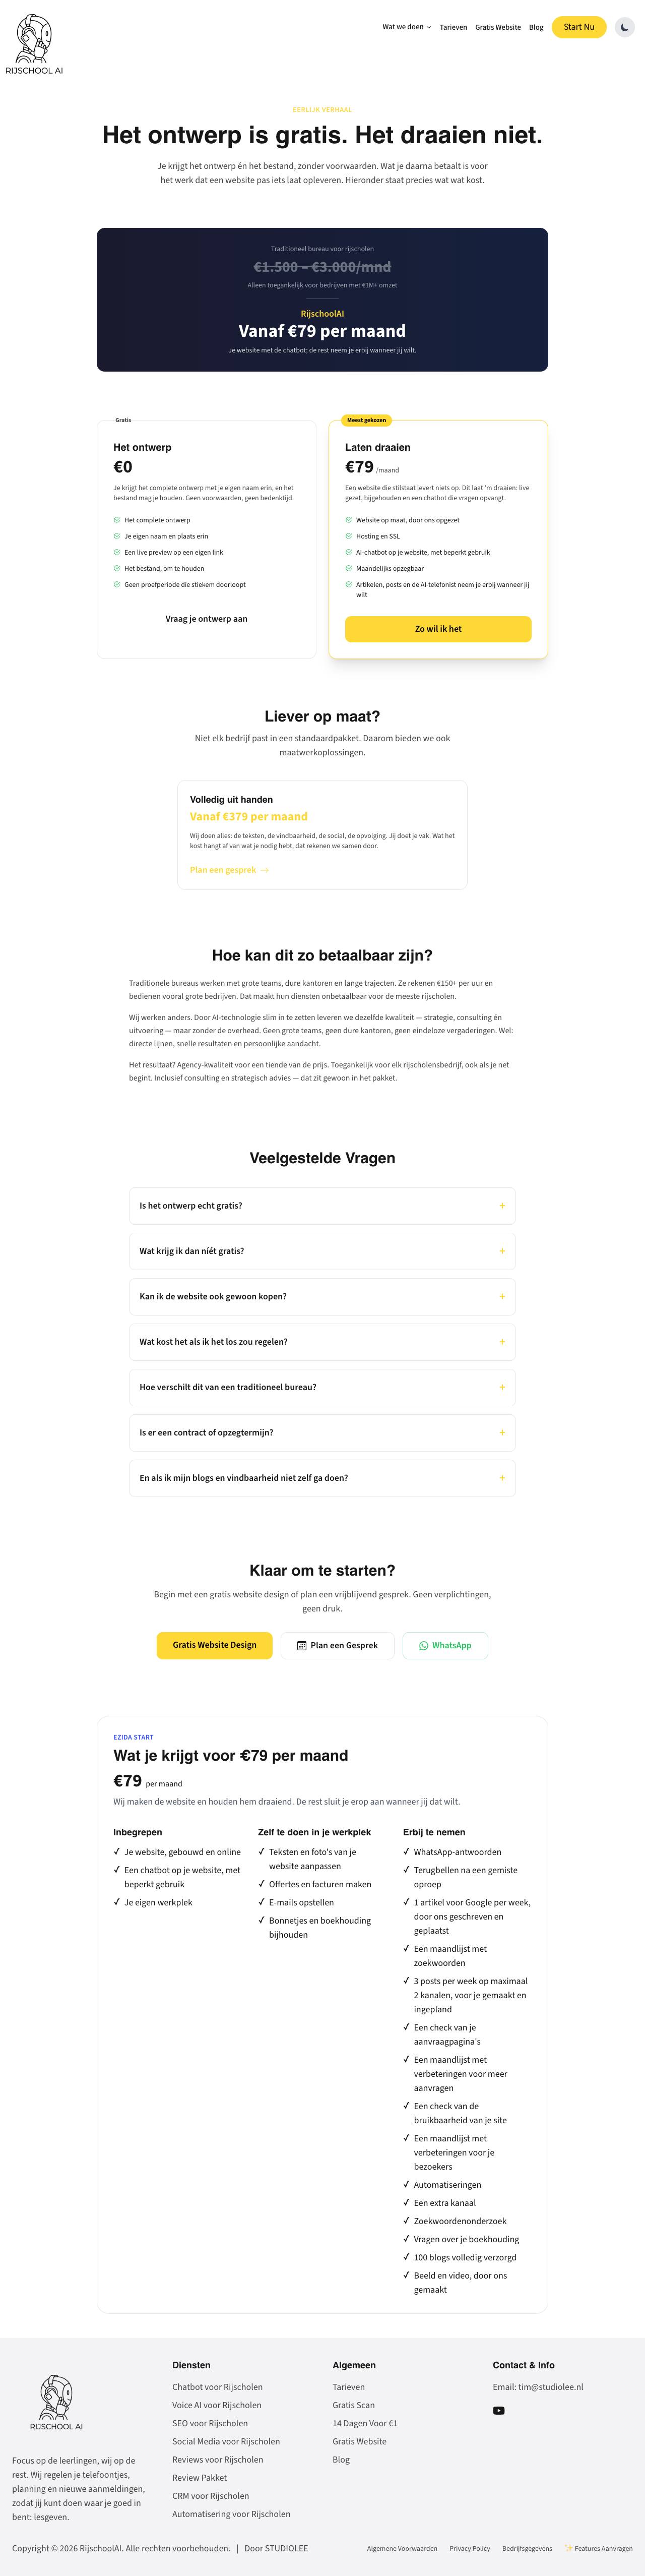 RIJSCHOOL AI
Wat we doen
Tarieven
Gratis Website
Blog
Start Nu
EERLIJK VERHAAL
Het ontwerp is gratis. Het draaien niet.
Je krijgt het ontwerp én het bestand, zonder voorwaarden. Wat je daarna betaalt is voor
het werk dat een website pas iets laat opleveren. Hieronder staat precies wat wat kost.
Traditioneel bureau voor rijscholen
€1.500 – €3.000/mnd
Alleen toegankelijk voor bedrijven met €1M+ omzet
RijschoolAI
Vanaf €79 per maand
Je website met de chatbot; de rest neem je erbij wanneer jij wilt.
Gratis
Het ontwerp
€0
Je krijgt het complete ontwerp met je eigen naam erin, en het
bestand mag je houden. Geen voorwaarden, geen bedenktijd.
Het complete ontwerp
Je eigen naam en plaats erin
Een live preview op een eigen link
Het bestand, om te houden
Geen proefperiode die stiekem doorloopt
Vraag je ontwerp aan
Meest gekozen
Laten draaien
€79 /maand
Een website die stilstaat levert niets op. Dit laat 'm draaien: live
gezet, bijgehouden en een chatbot die vragen opvangt.
Website op maat, door ons opgezet
Hosting en SSL
AI-chatbot op je website, met beperkt gebruik
Maandelijks opzegbaar
Artikelen, posts en de AI-telefonist neem je erbij wanneer jij
wilt
Zo wil ik het
Liever op maat?
Niet elk bedrijf past in een standaardpakket. Daarom bieden we ook
maatwerkoplossingen.
Volledig uit handen
Vanaf €379 per maand
Wij doen alles: de teksten, de vindbaarheid, de social, de opvolging. Jij doet je vak. Wat het
kost hangt af van wat je nodig hebt, dat rekenen we samen door.
Plan een gesprek →
Hoe kan dit zo betaalbaar zijn?
Traditionele bureaus werken met grote teams, dure kantoren en lange trajecten. Ze rekenen €150+ per uur en
bedienen vooral grote bedrijven. Dat maakt hun diensten onbetaalbaar voor de meeste rijscholen.
Wij werken anders. Door AI-technologie slim in te zetten leveren we dezelfde kwaliteit — strategie, consulting én
uitvoering — maar zonder de overhead. Geen grote teams, geen dure kantoren, geen eindeloze vergaderingen. Wel:
directe lijnen, snelle resultaten en persoonlijke aandacht.
Het resultaat? Agency-kwaliteit voor een tiende van de prijs. Toegankelijk voor elk rijscholensbedrijf, ook als je net
begint. Inclusief consulting en strategisch advies — dat zit gewoon in het pakket.
Veelgestelde Vragen
Is het ontwerp echt gratis? +
Wat krijg ik dan níét gratis? +
Kan ik de website ook gewoon kopen? +
Wat kost het als ik het los zou regelen? +
Hoe verschilt dit van een traditioneel bureau? +
Is er een contract of opzegtermijn? +
En als ik mijn blogs en vindbaarheid niet zelf ga doen? +
Klaar om te starten?
Begin met een gratis website design of plan een vrijblijvend gesprek. Geen verplichtingen,
geen druk.
Gratis Website Design
Plan een Gesprek
WhatsApp
EZIDA START
Wat je krijgt voor €79 per maand
€79 per maand
Wij maken de website en houden hem draaiend. De rest sluit je erop aan wanneer jij dat wilt.
Inbegrepen
✓ Je website, gebouwd en online
✓ Een chatbot op je website, met
beperkt gebruik
✓ Je eigen werkplek
Zelf te doen in je werkplek
✓ Teksten en foto's van je
website aanpassen
✓ Offertes en facturen maken
✓ E-mails opstellen
✓ Bonnetjes en boekhouding
bijhouden
Erbij te nemen
✓ WhatsApp-antwoorden
✓ Terugbellen na een gemiste
oproep
✓ 1 artikel voor Google per week,
door ons geschreven en
geplaatst
✓ Een maandlijst met
zoekwoorden
✓ 3 posts per week op maximaal
2 kanalen, voor je gemaakt en
ingepland
✓ Een check van je
aanvraagpagina's
✓ Een maandlijst met
verbeteringen voor meer
aanvragen
✓ Een check van de
bruikbaarheid van je site
✓ Een maandlijst met
verbeteringen voor je
bezoekers
✓ Automatiseringen
✓ Een extra kanaal
✓ Zoekwoordenonderzoek
✓ Vragen over je boekhouding
✓ 100 blogs volledig verzorgd
✓ Beeld en video, door ons
gemaakt
RIJSCHOOL AI
Focus op de leerlingen, wij op de
rest. Wij regelen je telefoontjes,
planning en nieuwe aanmeldingen,
zodat jij kunt doen waar je goed in
bent: lesgeven.
Diensten
Chatbot voor Rijscholen
Voice AI voor Rijscholen
SEO voor Rijscholen
Social Media voor Rijscholen
Reviews voor Rijscholen
Review Pakket
CRM voor Rijscholen
Automatisering voor Rijscholen
Algemeen
Tarieven
Gratis Scan
14 Dagen Voor €1
Gratis Website
Blog
Contact & Info
Email: tim@studiolee.nl
Copyright © 2026 RijschoolAI. Alle rechten voorbehouden. | Door STUDIOLEE
Algemene Voorwaarden
Privacy Policy
Bedrijfsgegevens
✨ Features Aanvragen